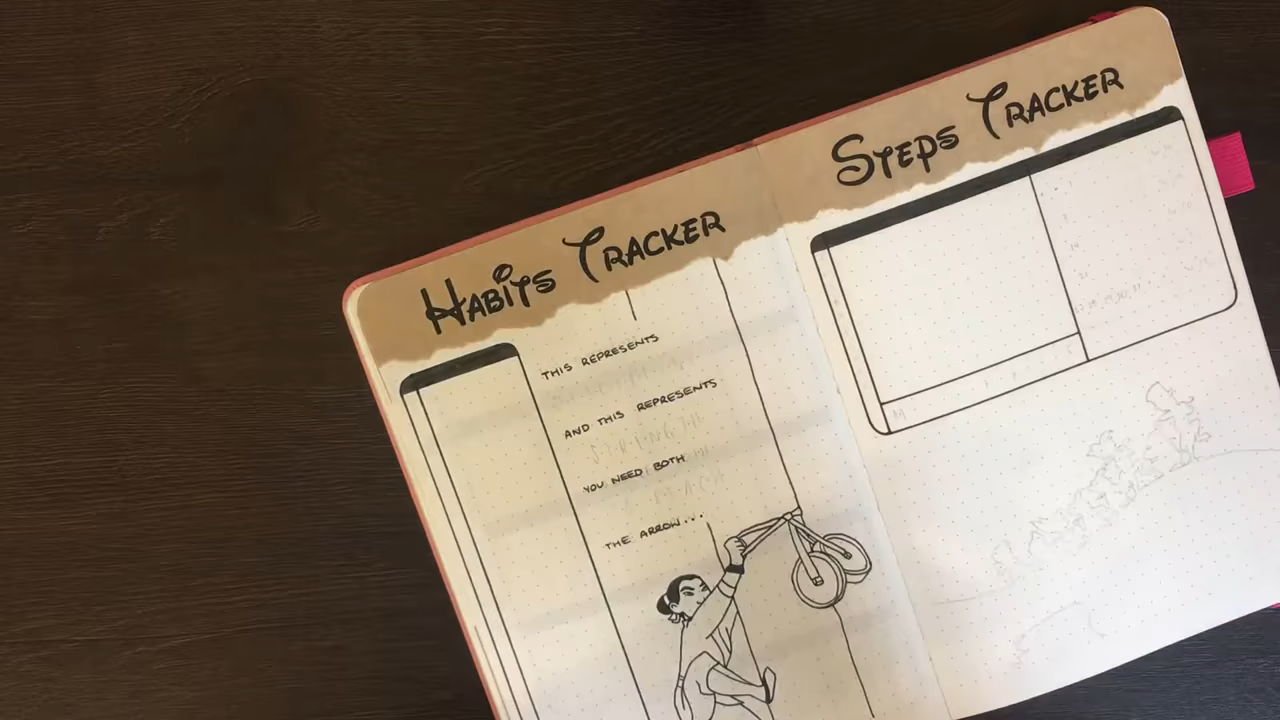 HABITS TRACKER
THIS REPRESENTS
AND THIS REPRESENTS
YOU NEED BOTH
THE ARROW...
STEPS TRACKER
M